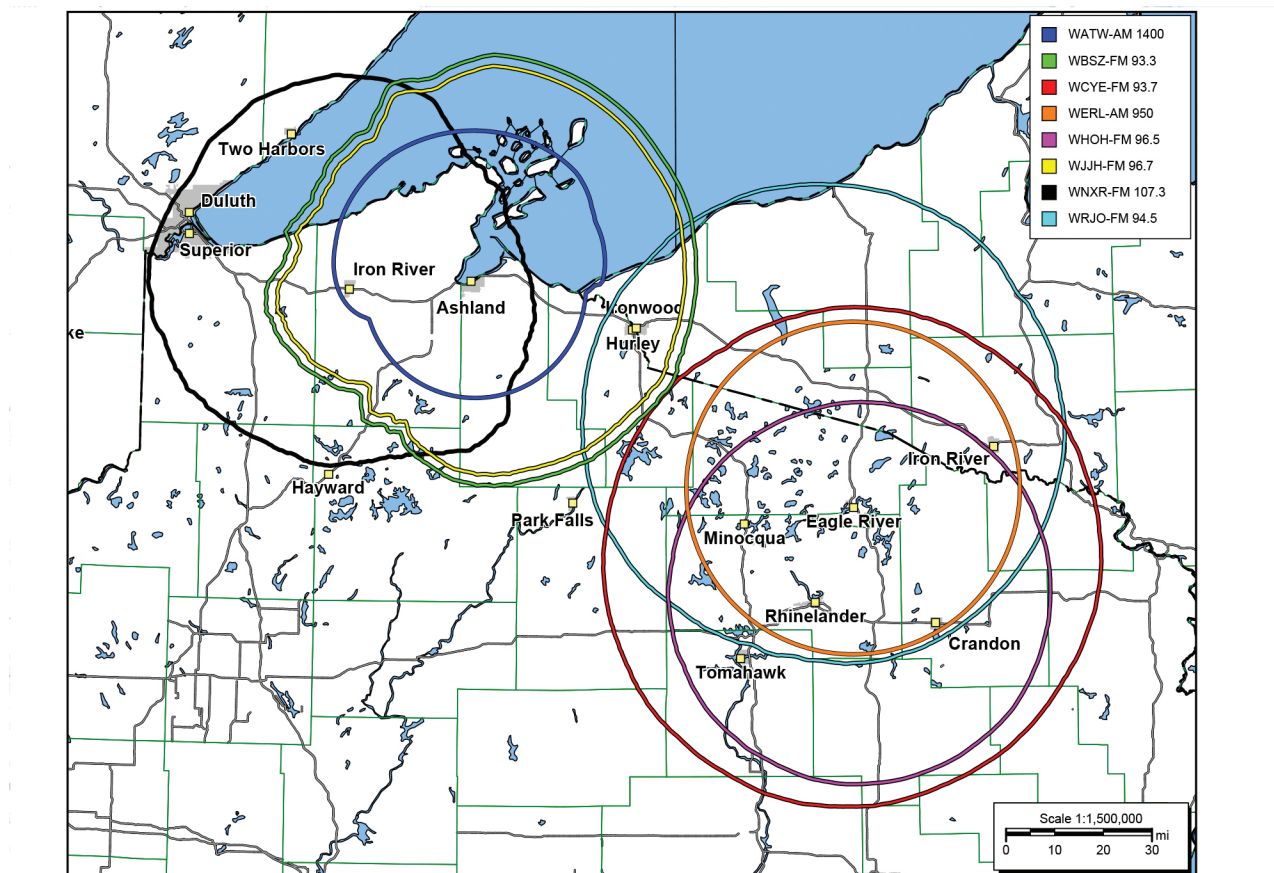 WATW-AM 1400
WBSZ-FM 93.3
WCYE-FM 93.7
WERL-AM 950
WHOH-FM 96.5
WJJH-FM 96.7
WNXR-FM 107.3
WRJO-FM 94.5
Two Harbors
Duluth
Superior
Iron River
Ashland
Ironwood
Hurley
ke
Iron River
Hayward
Park Falls
Eagle River
Minocqua
Rhinelander
Crandon
Tomahawk
Scale 1:1,500,000
mi
0 10 20 30